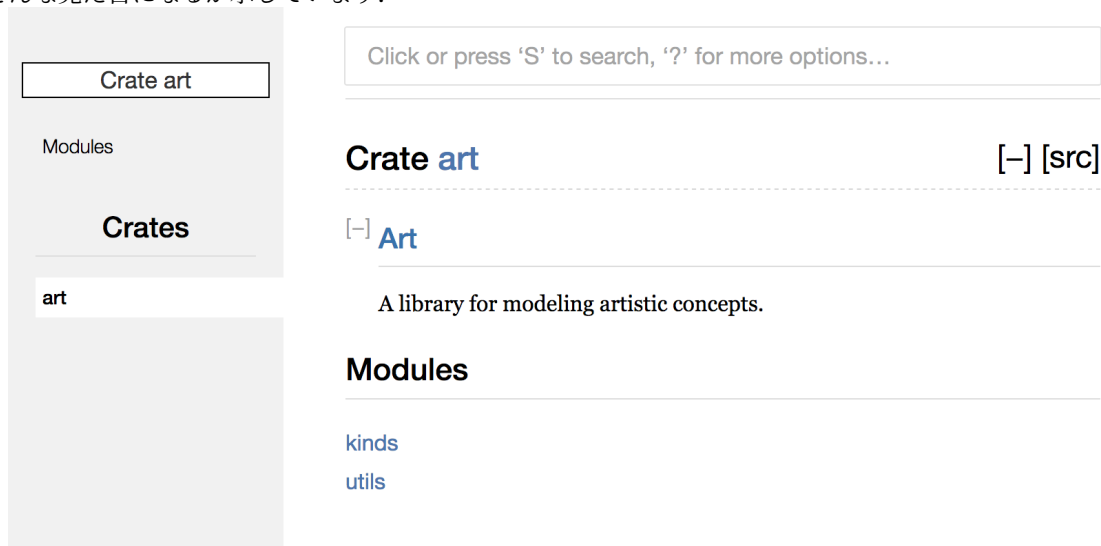 Crate art
Modules
Crates
art
Click or press ‘S’ to search, ‘?’ for more options…
Crate art
[–] [src]
[–] Art
A library for modeling artistic concepts.
Modules
kinds
utils